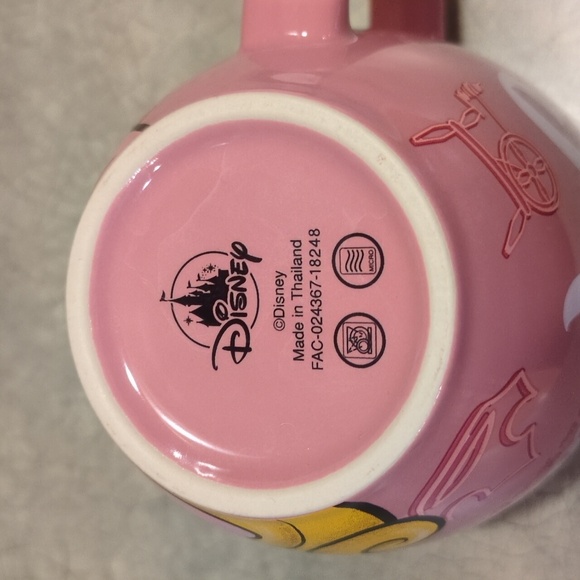 Disney
©Disney
Made in Thailand
FAC-024367-18248
MICRO